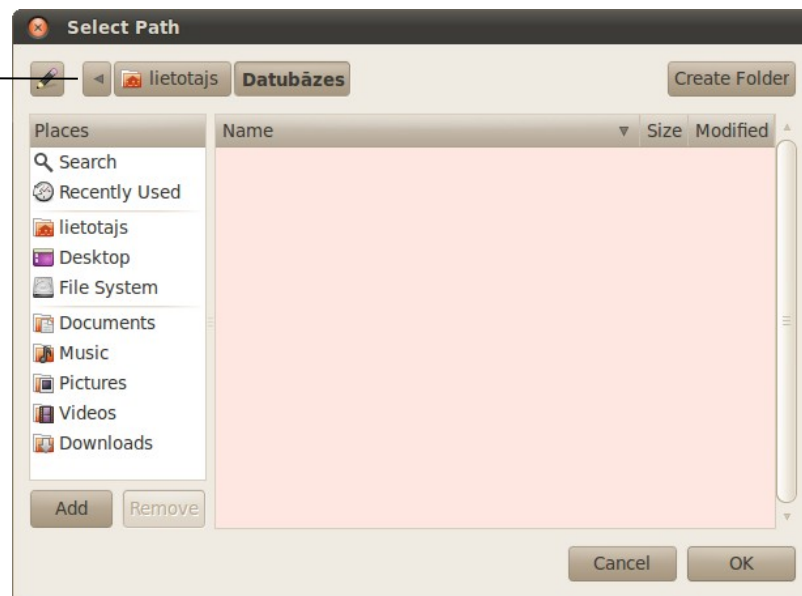 Select Path
lietotajs Datubāzes Create Folder
Places Name Size Modified
Search
Recently Used
lietotajs
Desktop
File System
Documents
Music
Pictures
Videos
Downloads
Add Remove
Cancel OK